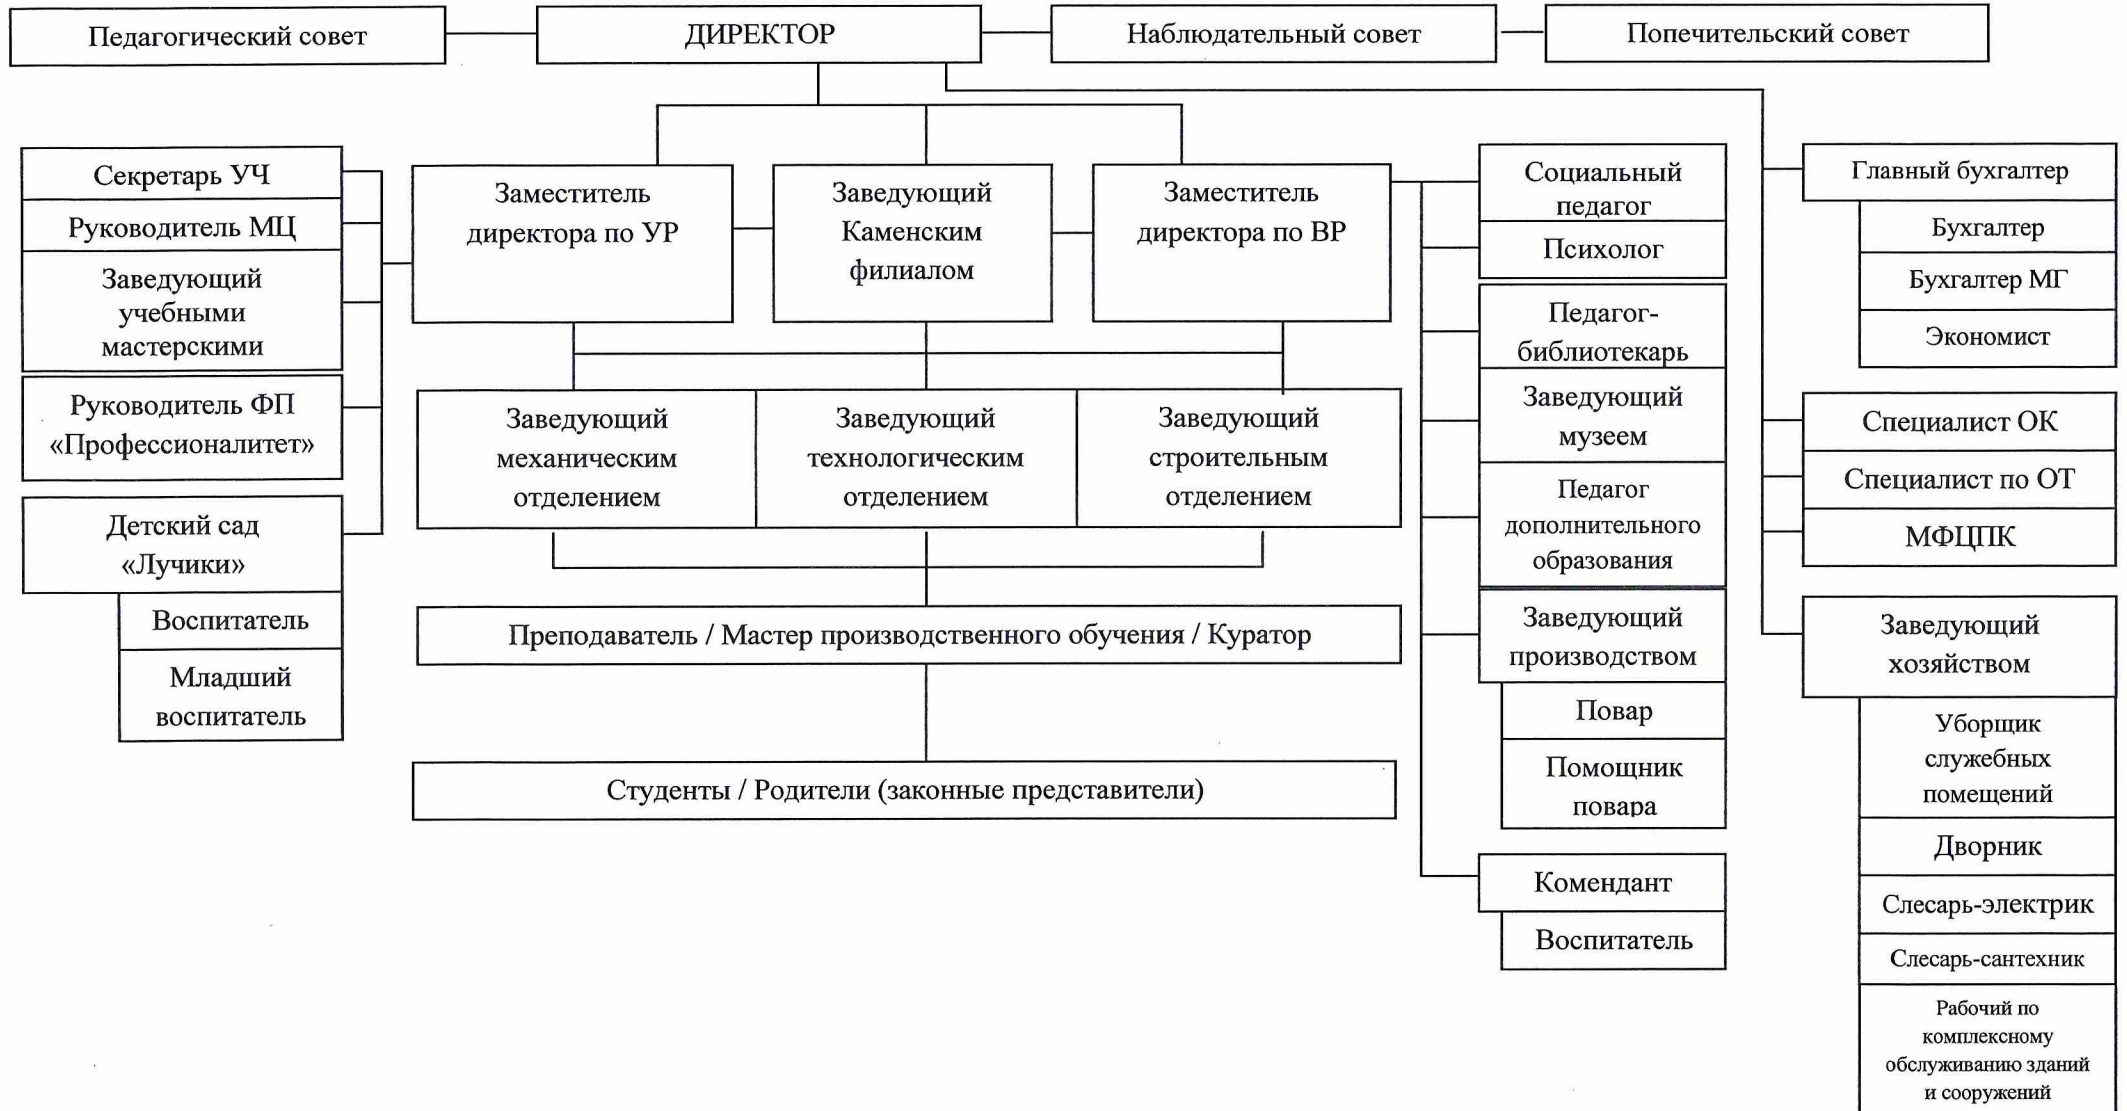 Педагогический совет
ДИРЕКТОР
Наблюдательный совет
Попечительский совет
Секретарь УЧ
Руководитель МЦ
Заведующий
учебными
мастерскими
Руководитель ФП
«Профессионалитет»
Детский сад
«Лучики»
Воспитатель
Младший
воспитатель
Заместитель
директора по УР
Заведующий
Каменским
филиалом
Заместитель
директора по ВР
Заведующий
механическим
отделением
Заведующий
технологическим
отделением
Заведующий
строительным
отделением
Преподаватель / Мастер производственного обучения / Куратор
Студенты / Родители (законные представители)
Социальный
педагог
Психолог
Педагог-
библиотекарь
Заведующий
музеем
Педагог
дополнительного
образования
Заведующий
производством
Повар
Помощник
повара
Комендант
Воспитатель
Главный бухгалтер
Бухгалтер
Бухгалтер МГ
Экономист
Специалист ОК
Специалист по ОТ
МФЦПК
Заведующий
хозяйством
Уборщик
служебных
помещений
Дворник
Слесарь-электрик
Слесарь-сантехник
Рабочий по
комплексному
обслуживанию зданий
и сооружений